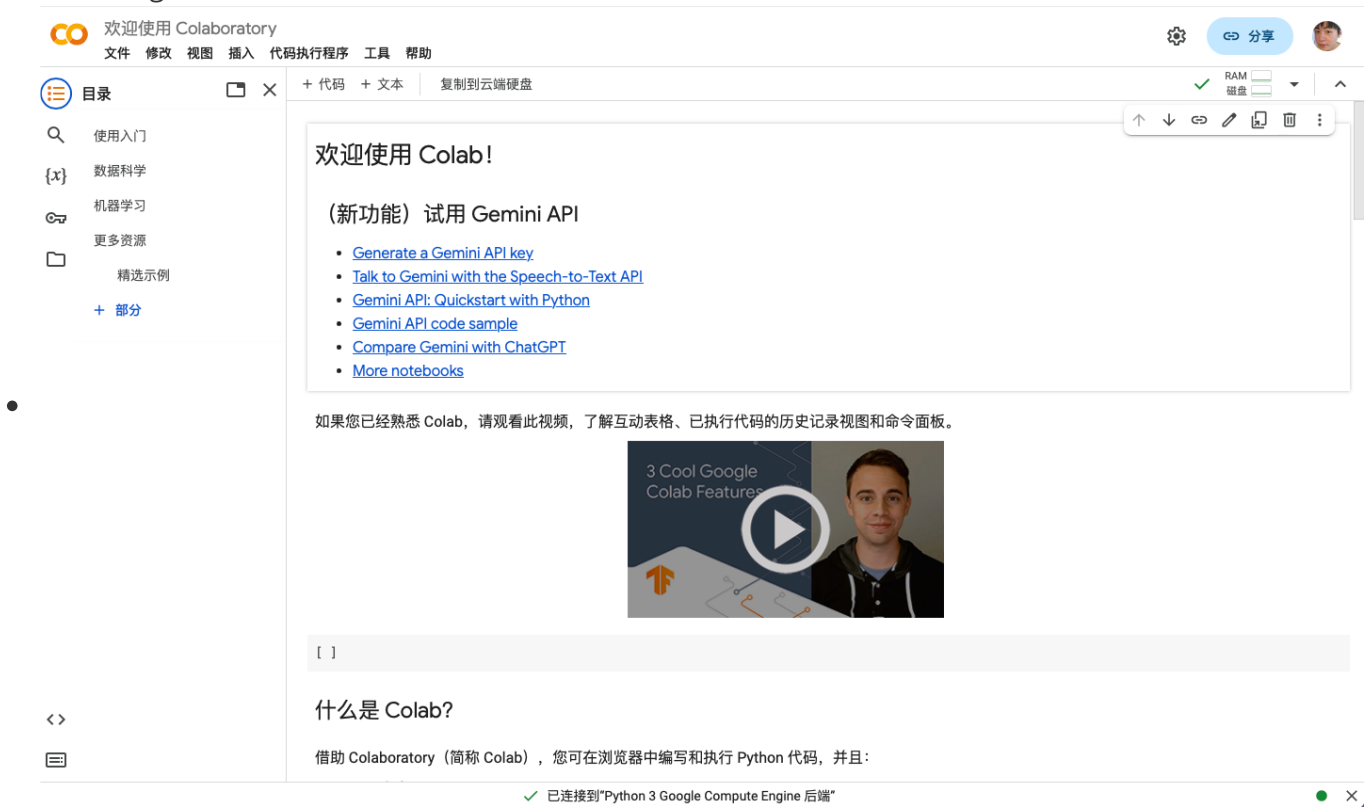 欢迎使用 Colaboratory
文件 修改 视图 插入 代码执行程序 工具 帮助
分享
目录
+ 代码 + 文本 复制到云端硬盘
RAM
磁盘
使用入门
数据科学
机器学习
更多资源
精选示例
+ 部分
{x}
欢迎使用 Colab!
（新功能）试用 Gemini API
• Generate a Gemini API key
• Talk to Gemini with the Speech-to-Text API
• Gemini API: Quickstart with Python
• Gemini API code sample
• Compare Gemini with ChatGPT
• More notebooks
如果您已经熟悉 Colab，请观看此视频，了解互动表格、已执行代码的历史记录视图和命令面板。
3 Cool Google
Colab Features
[ ]
什么是 Colab?
借助 Colaboratory（简称 Colab），您可在浏览器中编写和执行 Python 代码，并且：
已连接到“Python 3 Google Compute Engine 后端”